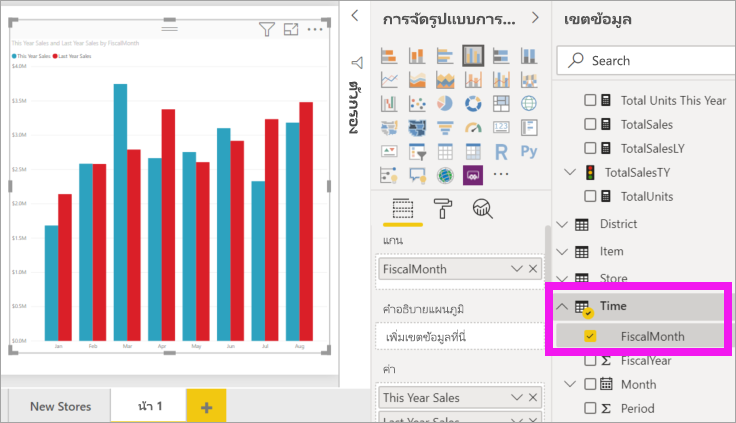 This Year Sales and Last Year Sales by FiscalMonth
This Year Sales Last Year Sales
$4.0M
$3.5M
$3.0M
$2.5M
$2.0M
$1.5M
$1.0M
$0.5M
$0.0M
Jan Feb Mar Apr May Jun Jul Aug
New Stores
หน้า 1
+
ตัวกรอง
การจัดรูปแบบการ...
R Py
123
แกน
FiscalMonth
คำอธิบายแผนภูมิ
เพิ่มเขตข้อมูลที่นี่
ค่า
This Year Sales
Last Year Sales
เขตข้อมูล
Search
Total Units This Year
TotalSales
TotalSalesLY
TotalSalesTY
TotalUnits
District
Item
Store
Time
FiscalMonth
FiscalYear
Month
Period